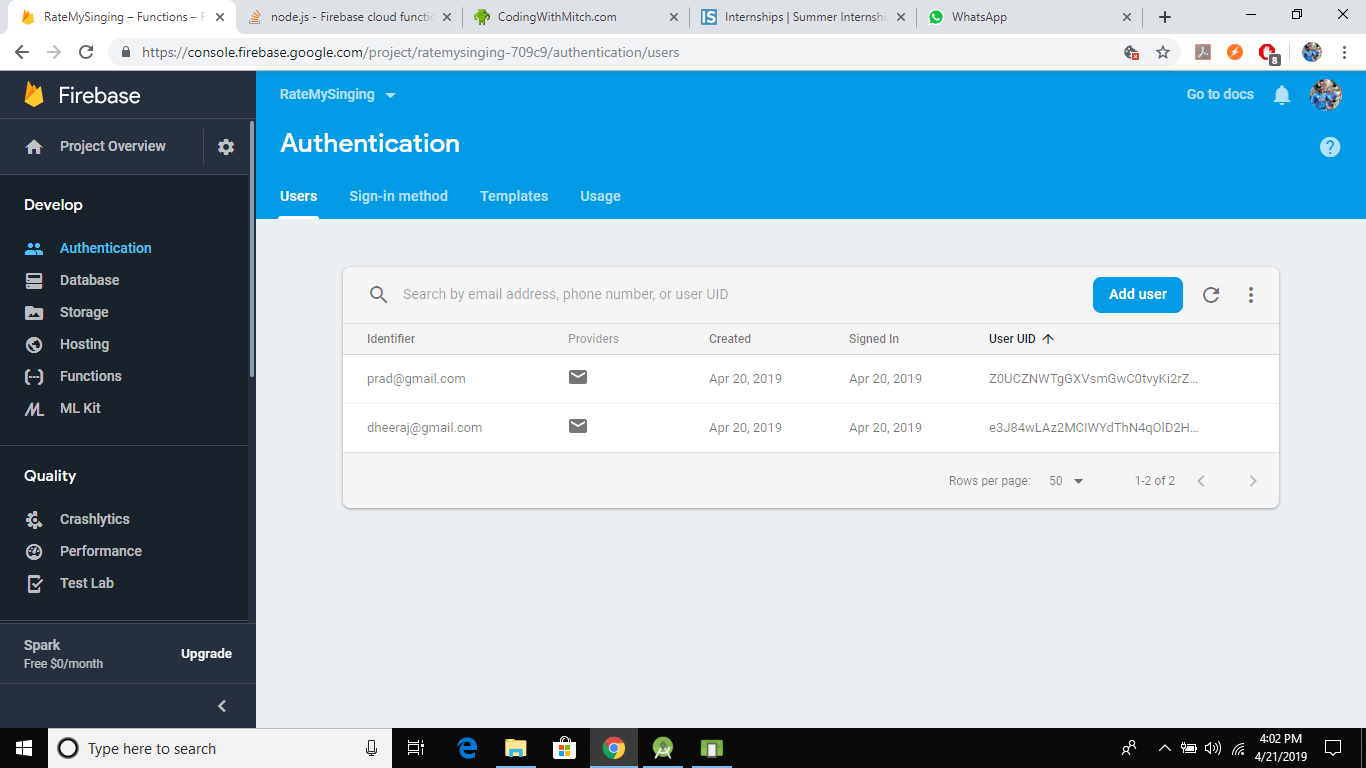 RateMySinging – Functions – F
node.js - Firebase cloud functio
CodingWithMitch.com
Internships | Summer Internshi
WhatsApp
https://console.firebase.google.com/project/ratemysinging-709c9/authentication/users
8
Firebase
RateMySinging
Go to docs
Project Overview
Authentication
Users Sign-in method Templates Usage
Develop
Authentication
Database
Storage
Hosting
Functions
ML Kit
Quality
Crashlytics
Performance
Test Lab
Spark
Free $0/month
Upgrade
Search by email address, phone number, or user UID
Add user
Identifier Providers Created Signed In User UID
prad@gmail.com Apr 20, 2019 Apr 20, 2019 Z0UCZNWTgGXVsmGwC0tvyKi2rZ...
dheeraj@gmail.com Apr 20, 2019 Apr 20, 2019 e3J84wLAz2MCIWYdThN4qOlD2H...
Rows per page: 50 1-2 of 2
Type here to search
4:02 PM
4/21/2019